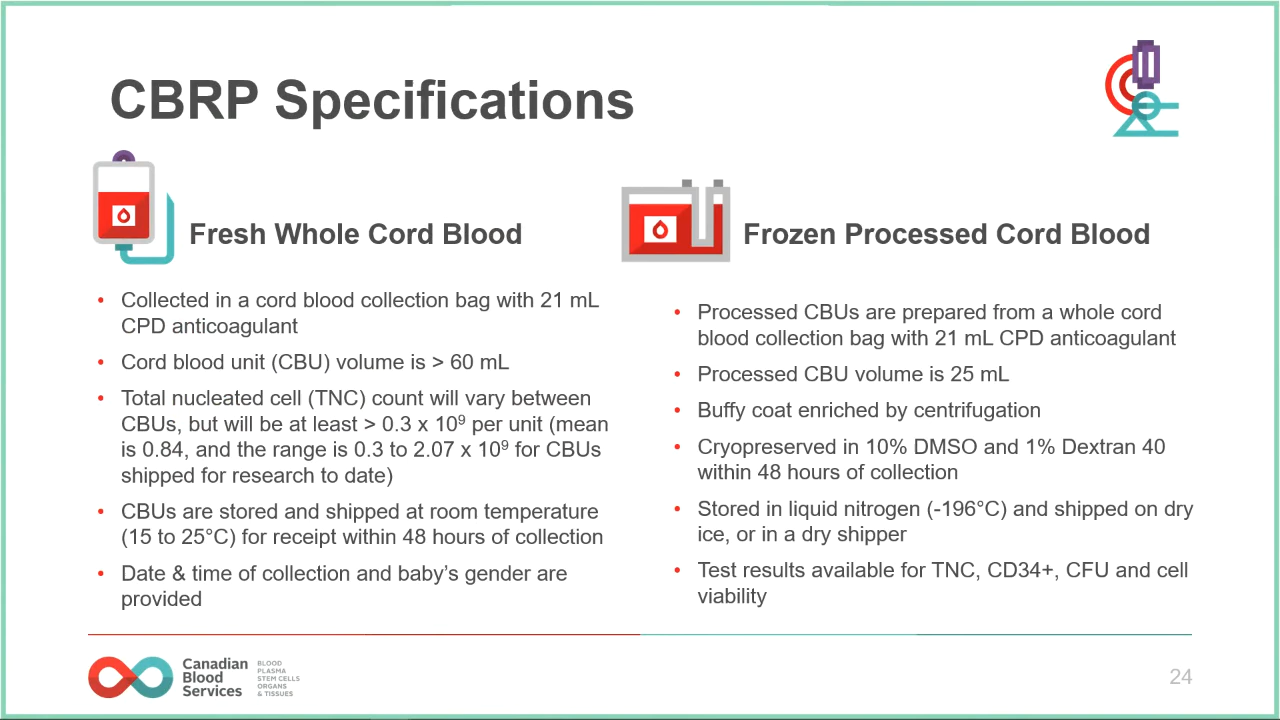 CBRP Specifications
Fresh Whole Cord Blood
• Collected in a cord blood collection bag with 21 mL
CPD anticoagulant
• Cord blood unit (CBU) volume is > 60 mL
• Total nucleated cell (TNC) count will vary between
CBUs, but will be at least > 0.3 x 10⁹ per unit (mean
is 0.84, and the range is 0.3 to 2.07 x 10⁹ for CBUs
shipped for research to date)
• CBUs are stored and shipped at room temperature
(15 to 25°C) for receipt within 48 hours of collection
• Date & time of collection and baby’s gender are
provided
Frozen Processed Cord Blood
• Processed CBUs are prepared from a whole cord
blood collection bag with 21 mL CPD anticoagulant
• Processed CBU volume is 25 mL
• Buffy coat enriched by centrifugation
• Cryopreserved in 10% DMSO and 1% Dextran 40
within 48 hours of collection
• Stored in liquid nitrogen (-196°C) and shipped on dry
ice, or in a dry shipper
• Test results available for TNC, CD34+, CFU and cell
viability
Canadian
Blood
Services
BLOOD
PLASMA
STEM CELLS
ORGANS
& TISSUES
24